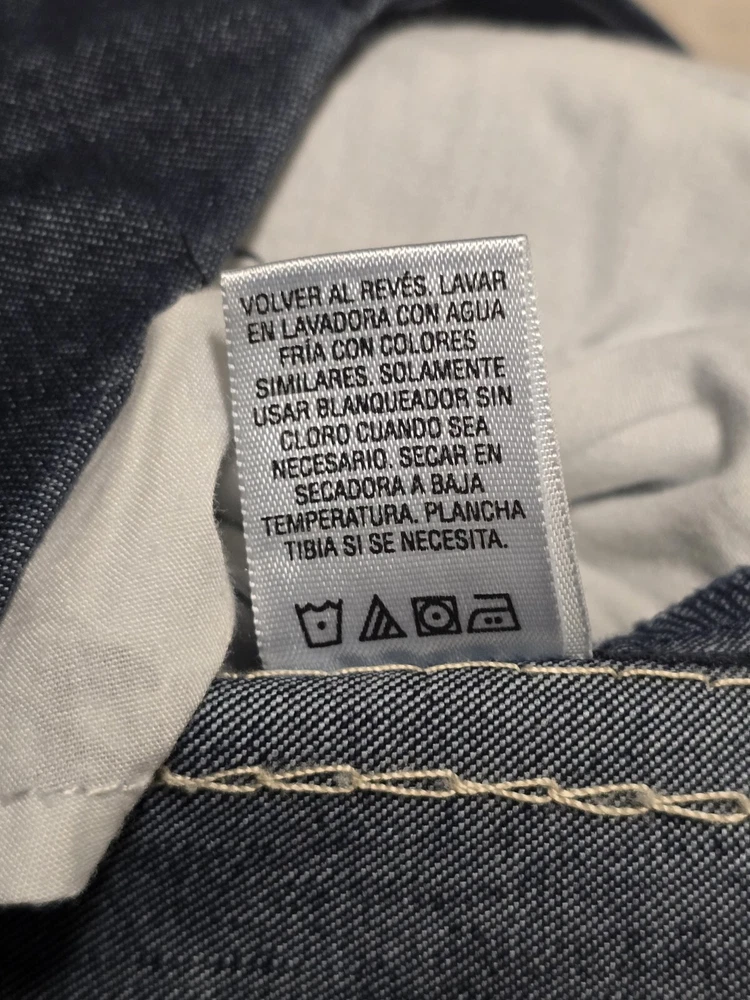 VOLVER AL REVÉS. LAVAR
EN LAVADORA CON AGUA
FRÍA CON COLORES
SIMILARES. SOLAMENTE
USAR BLANQUEADOR SIN
CLORO CUANDO SEA
NECESARIO. SECAR EN
SECADORA A BAJA
TEMPERATURA. PLANCHA
TIBIA SI SE NECESITA.